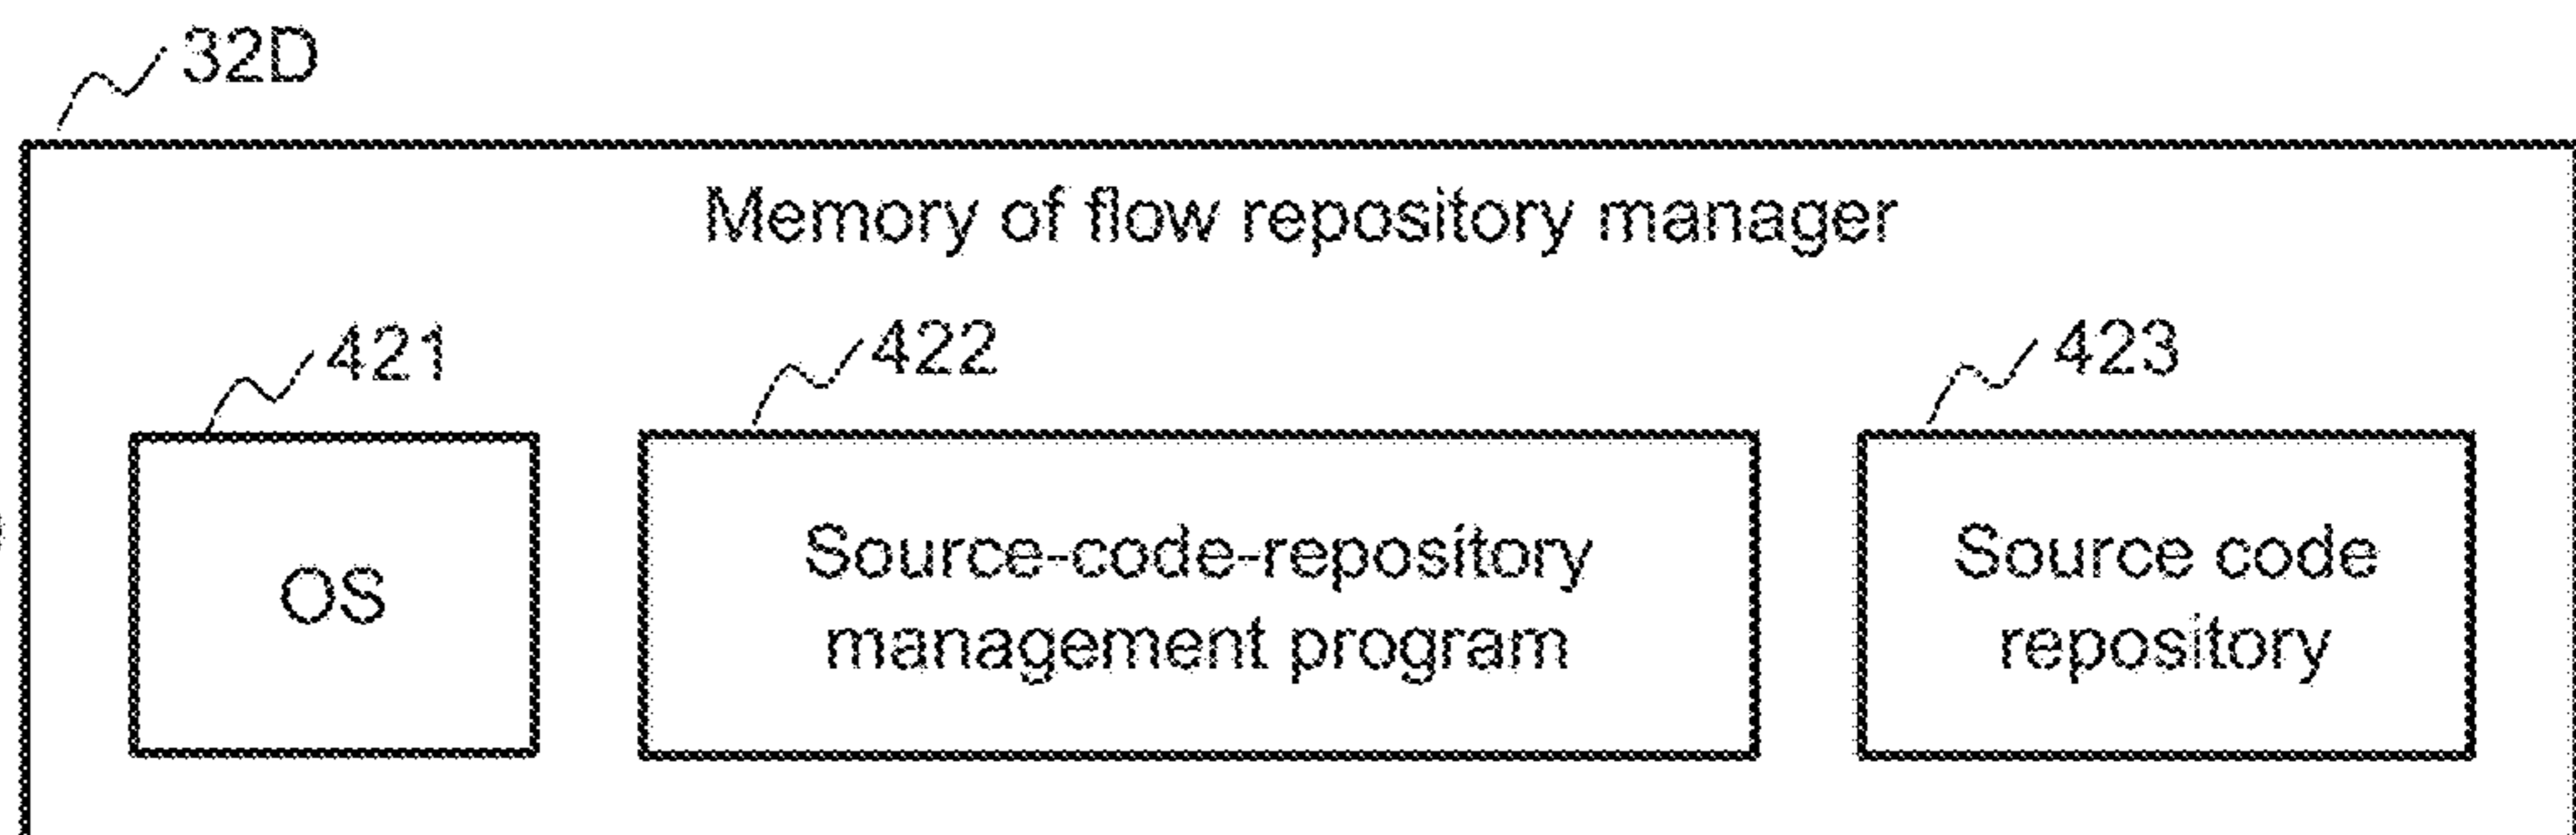 32D
Memory of flow repository manager
421
422
423
OS
Source-code-repository
management program
Source code
repository